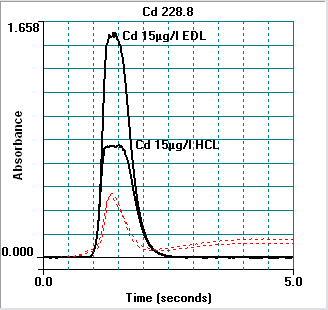 Cd 228.8
1.658
Cd 15µg/l EDL
Cd 15µg/l HCL
Absorbance
0.000
0.0
5.0
Time (seconds)